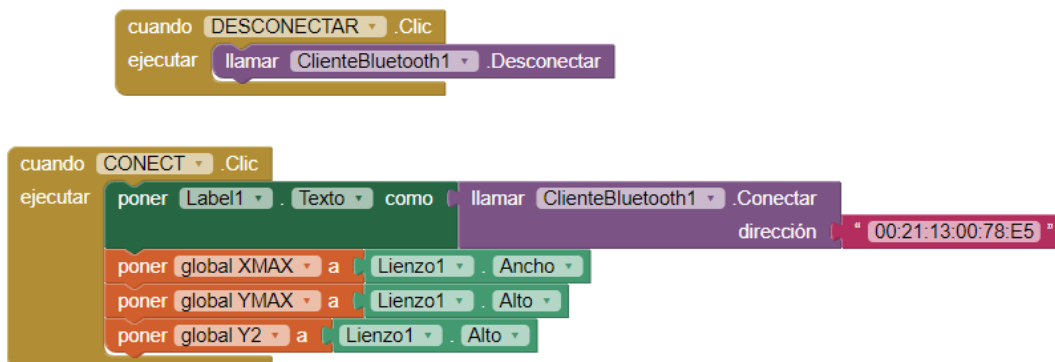 cuando DESCONECTAR .Clic
ejecutar llamar ClienteBluetooth1 .Desconectar
cuando CONECT .Clic
ejecutar poner Label1 . Texto como llamar ClienteBluetooth1 .Conectar
dirección " 00:21:13:00:78:E5 "
poner global XMAX a Lienzo1 . Ancho
poner global YMAX a Lienzo1 . Alto
poner global Y2 a Lienzo1 . Alto